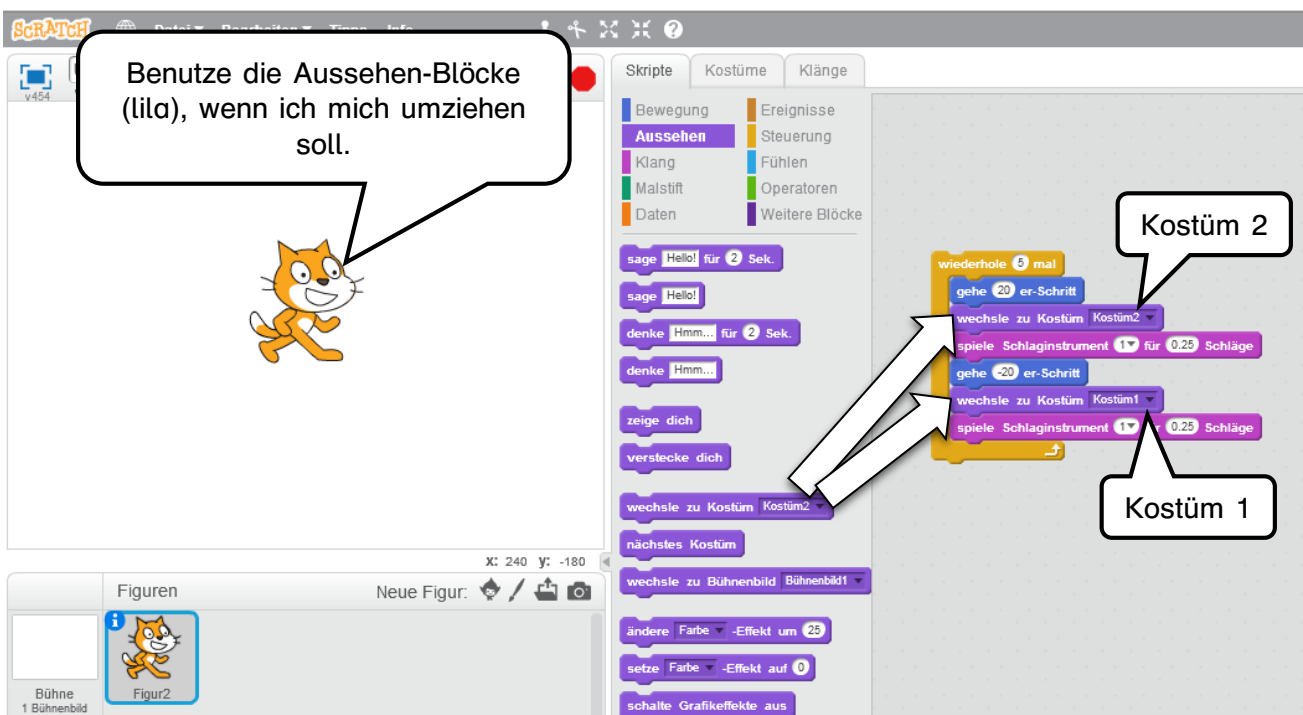 SCRATCH
v454
Benutze die Aussehen-Blöcke
(lila), wenn ich mich umziehen
soll.
X: 240 y: -180
Figuren
Neue Figur:
Bühne
1 Bühnenbild
Figur2
Skripte Kostüme Klänge
Bewegung Ereignisse
Aussehen Steuerung
Klang Fühlen
Malstift Operatoren
Daten Weitere Blöcke
sage Hello! für 2 Sek.
sage Hello!
denke Hmm... für 2 Sek.
denke Hmm...
zeige dich
verstecke dich
wechsle zu Kostüm Kostüm2
nächstes Kostüm
wechsle zu Bühnenbild Bühnenbild1
ändere Farbe -Effekt um 25
setze Farbe -Effekt auf 0
schalte Grafikeffekte aus
Kostüm 2
wiederhole 5 mal
gehe 20 er-Schritt
wechsle zu Kostüm Kostüm2
spiele Schlaginstrument 1 für 0.25 Schläge
gehe -20 er-Schritt
wechsle zu Kostüm Kostüm1
spiele Schlaginstrument 1 0.25 Schläge
Kostüm 1